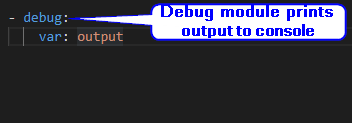 - debug:
Debug module prints
output to console
var: output